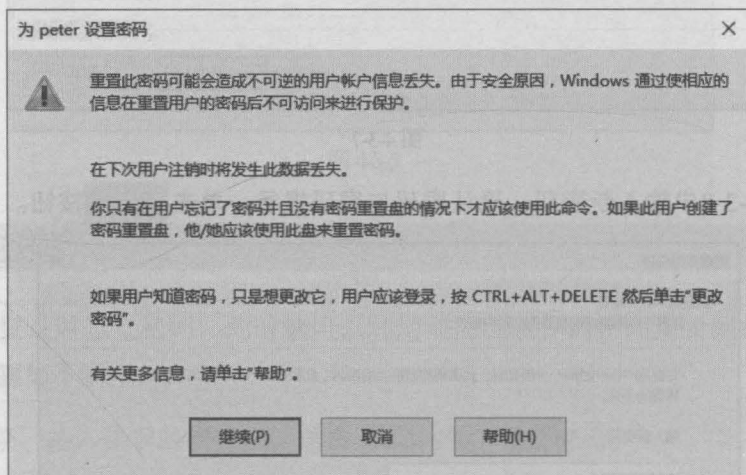 为 peter 设置密码
重置此密码可能会造成不可逆的用户帐户信息丢失。由于安全原因，Windows 通过使相应的
信息在重置用户的密码后不可访问来进行保护。
在下次用户注销时将发生此数据丢失。
你只有在用户忘记了密码并且没有密码重置盘的情况下才应该使用此命令。如果此用户创建了
密码重置盘，他/她应该使用此盘来重置密码。
如果用户知道密码，只是想更改它，用户应该登录，按 CTRL+ALT+DELETE 然后单击"更改
密码"。
有关更多信息，请单击"帮助"。
继续(P)
取消
帮助(H)